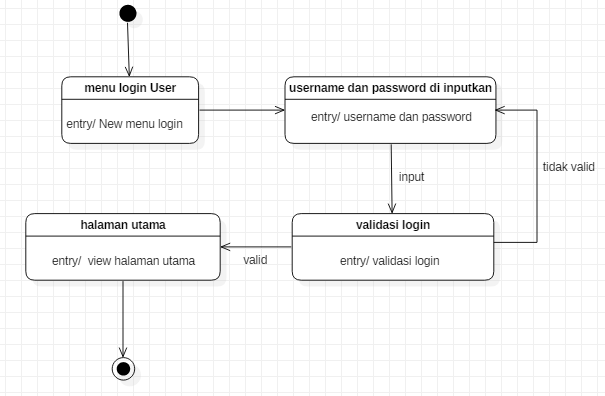 menu login User
entry/ New menu login
username dan password di inputkan
entry/ username dan password
input
tidak valid
halaman utama
entry/  view halaman utama
valid
validasi login
entry/ validasi login